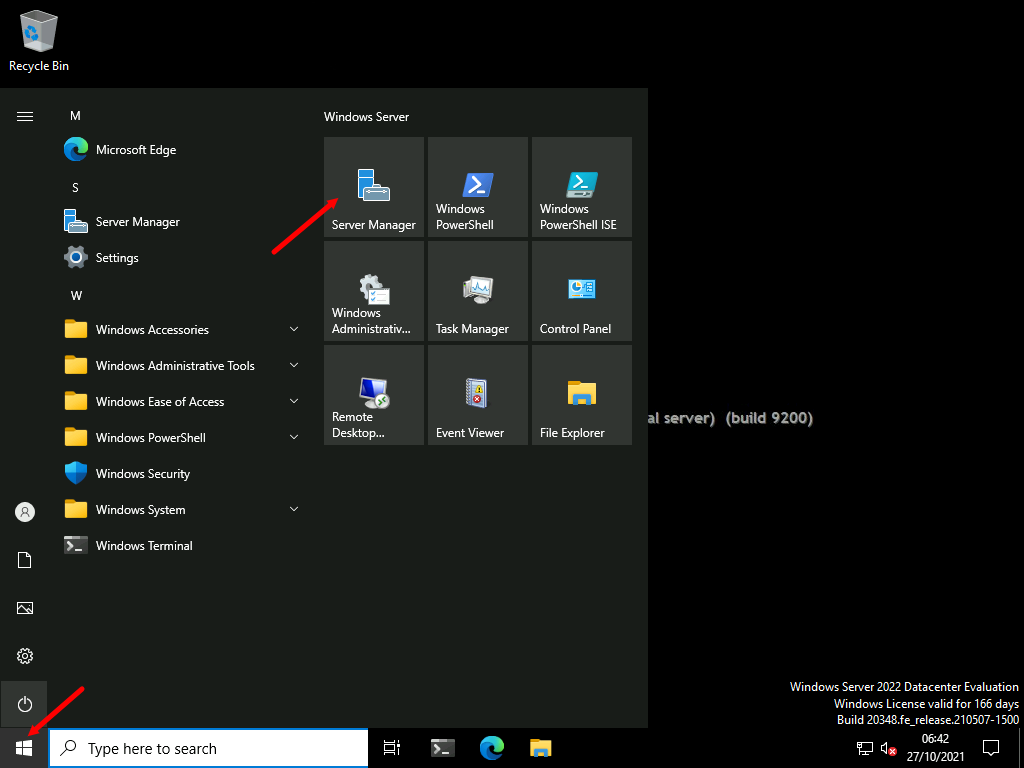 Recycle Bin
M
Microsoft Edge
S
Server Manager
Settings
W
Windows Accessories
Windows Administrative Tools
Windows Ease of Access
Windows PowerShell
Windows Security
Windows System
Windows Terminal
Windows Server
Server Manager
Windows
PowerShell
Windows
PowerShell ISE
Windows
Administrativ...
Task Manager
Control Panel
Remote
Desktop...
Event Viewer
File Explorer
al server) (build 9200)
Windows Server 2022 Datacenter Evaluation
Windows License valid for 166 days
Build 20348.fe_release.210507-1500
Type here to search
06:42
27/10/2021